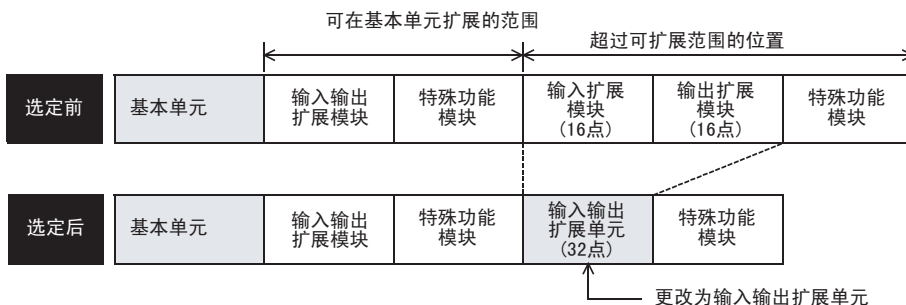 可在基本单元扩展的范围
超过可扩展范围的位置
选定前
基本单元
输入输出
扩展模块
特殊功能
模块
输入扩展
模块
(16点)
输出扩展
模块
(16点)
特殊功能
模块
选定后
基本单元
输入输出
扩展模块
特殊功能
模块
输入输出
扩展单元
(32点)
特殊功能
模块
更改为输入输出扩展单元